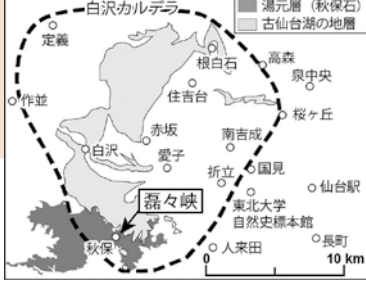 白沢カルデラ
湯元層（秋保石）
古仙台湖の地層
定義
根白石
高森
泉中央
作並
住吉台
桜ヶ丘
赤坂
南吉成
白沢
愛子
国見
折立
仙台駅
磊々峡
東北大学
自然史標本館
秋保
人来田
長町
0
10 km